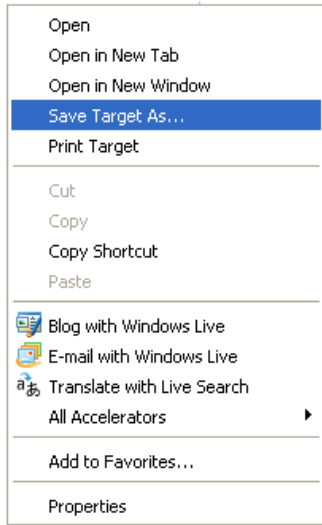 Open
Open in New Tab
Open in New Window
Save Target As...
Print Target
Cut
Copy
Copy Shortcut
Paste
Blog with Windows Live
E-mail with Windows Live
Translate with Live Search
All Accelerators
Add to Favorites...
Properties